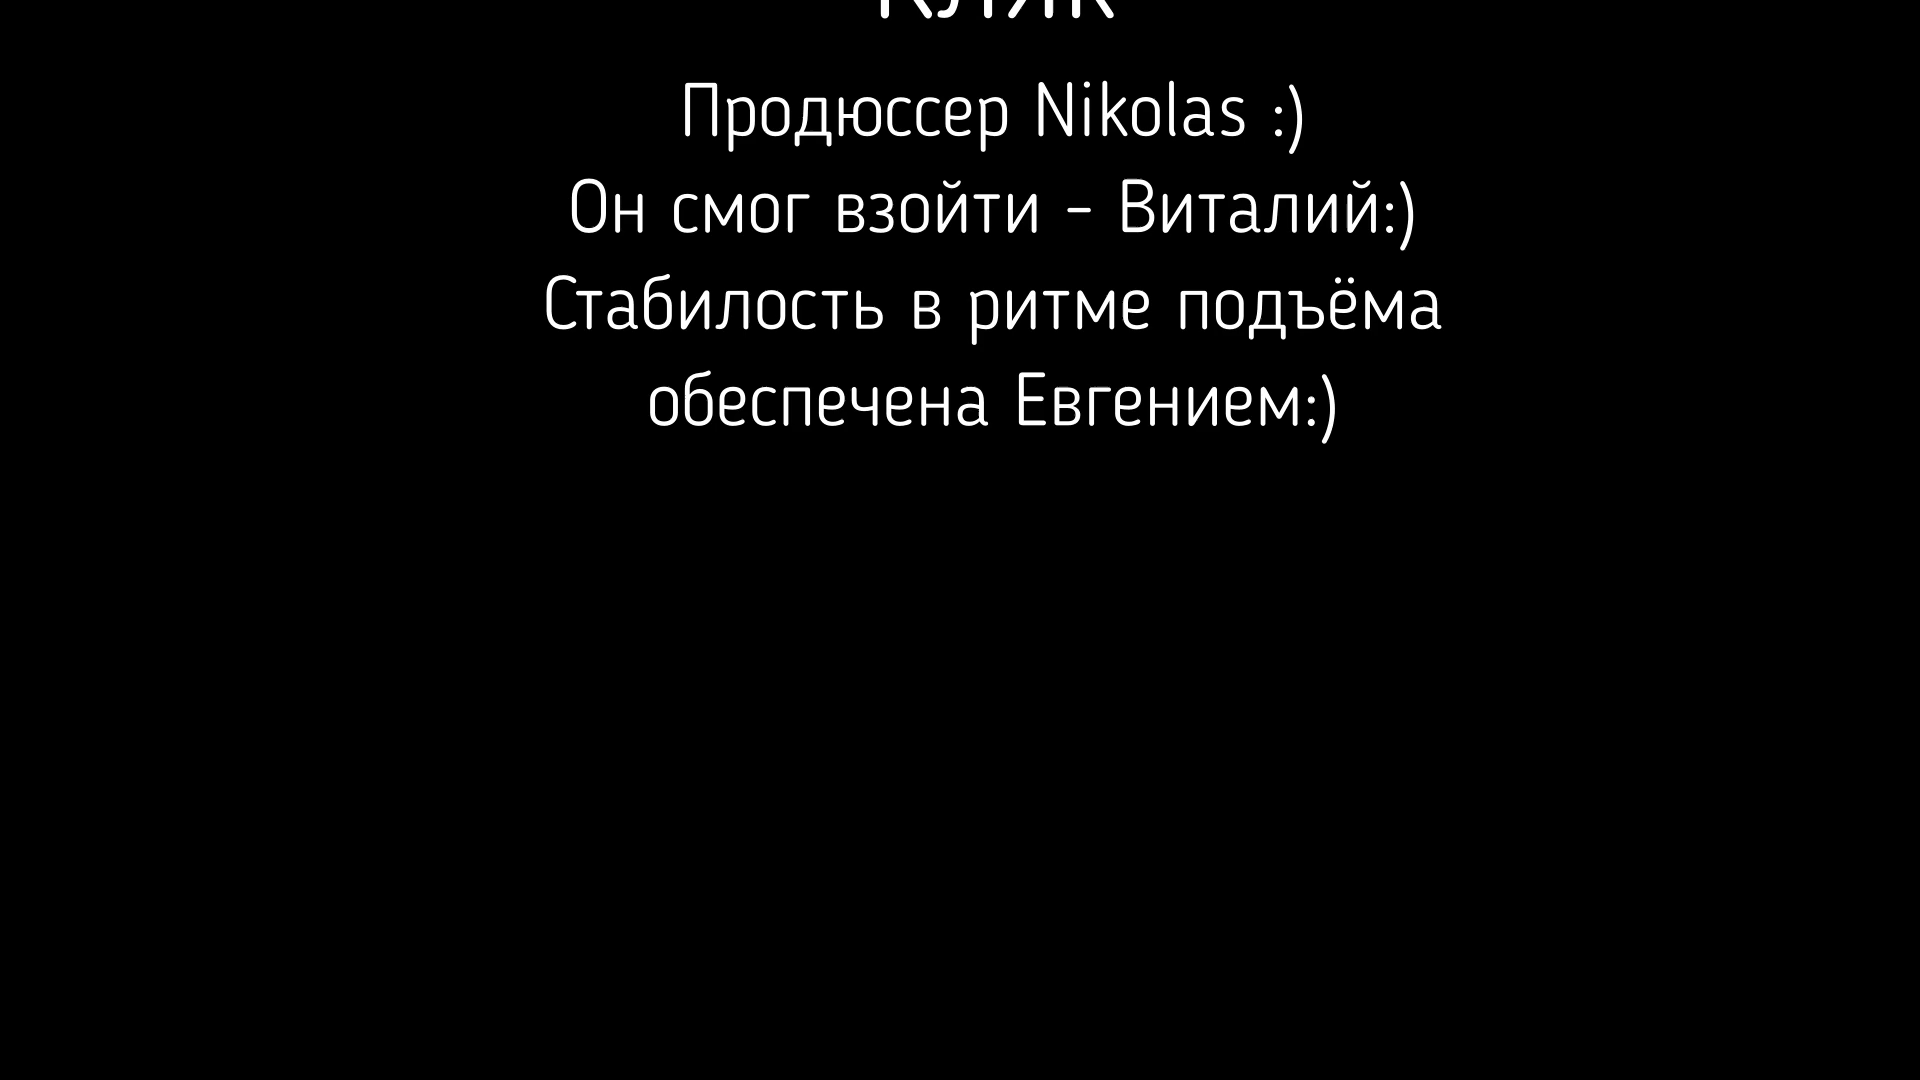 Продюссер Nikolas :)
Он смог взойти - Виталий:)
Стабилость в ритме подъёма
обеспечена Евгением:)